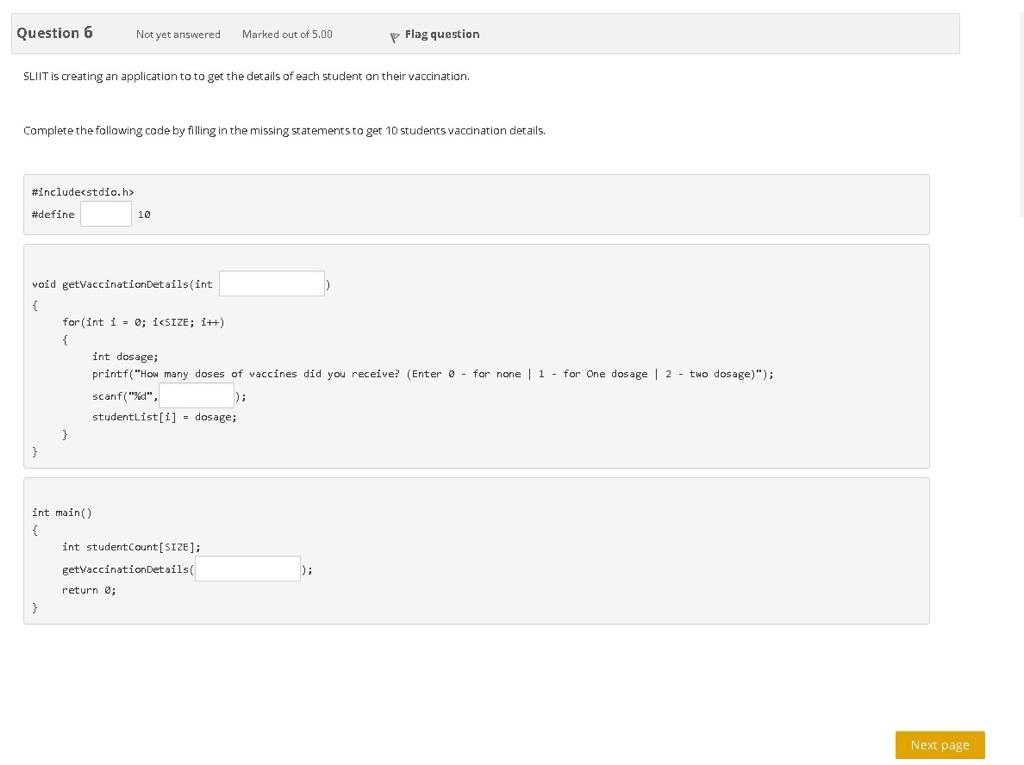 Question 6 Not yet answered Marked out of 5.00 Flag question
SLIIT is creating an application to to get the details of each student on their vaccination.
Complete the following code by filling in the missing statements to get 10 students vaccination details.
#include<stdio.h>
#define 10
void getVaccinationDetails(int )
{
for(int i = 0; i<SIZE; i++)
{
int dosage;
printf("How many doses of vaccines did you receive? (Enter 0 - for none | 1 - for One dosage | 2 - two dosage)");
scanf("%d", );
studentList[i] = dosage;
}
}
int main()
{
int studentCount[SIZE];
getVaccinationDetails( );
return 0;
}
Next page